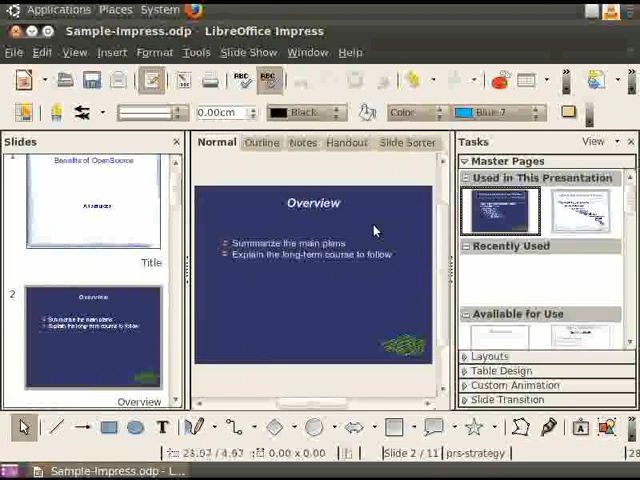 Applications Places System
Sample-Impress.odp - LibreOffice Impress
File Edit View Insert Format Tools Slide Show Window Help
ABC ABC
0.00cm Black Color Blue 7
Slides
Normal Outline Notes Handout Slide Sorter
Tasks View
Master Pages
Used in This Presentation
Recently Used
Available for Use
Layouts
Table Design
Custom Animation
Slide Transition
1
Benefits of OpenSource
Title
2
Overview
Summarize the main plans
Explain the long-term course to follow
Overview
Overview
Summarize the main plans
Explain the long-term course to follow
T
A
0.00 x 0.00 Slide 2 / 11 prs-strategy
Sample-Impress.odp - L...